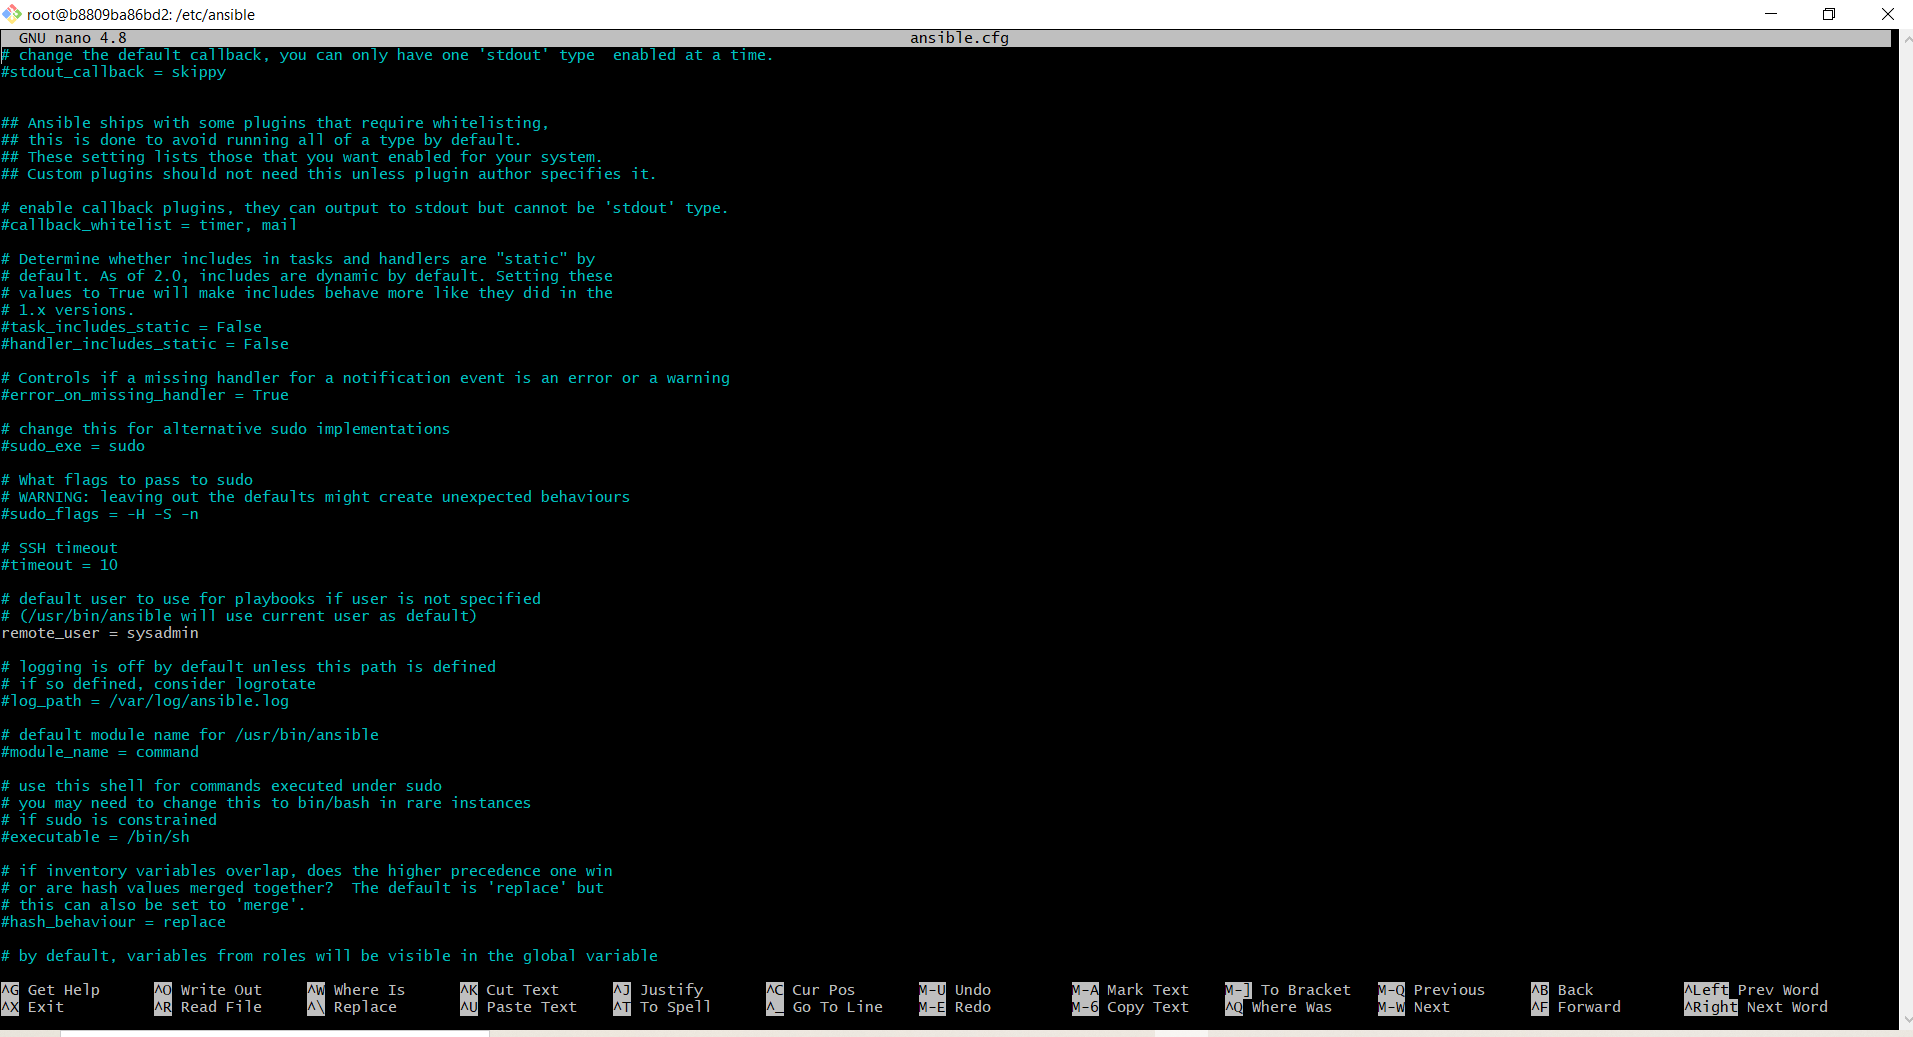 root@b8809ba86bd2: /etc/ansible
GNU nano 4.8 ansible.cfg
# change the default callback, you can only have one 'stdout' type  enabled at a time.
#stdout_callback = skippy
## Ansible ships with some plugins that require whitelisting,
## this is done to avoid running all of a type by default.
## These setting lists those that you want enabled for your system.
## Custom plugins should not need this unless plugin author specifies it.
# enable callback plugins, they can output to stdout but cannot be 'stdout' type.
#callback_whitelist = timer, mail
# Determine whether includes in tasks and handlers are "static" by
# default. As of 2.0, includes are dynamic by default. Setting these
# values to True will make includes behave more like they did in the
# 1.x versions.
#task_includes_static = False
#handler_includes_static = False
# Controls if a missing handler for a notification event is an error or a warning
#error_on_missing_handler = True
# change this for alternative sudo implementations
#sudo_exe = sudo
# What flags to pass to sudo
# WARNING: leaving out the defaults might create unexpected behaviours
#sudo_flags = -H -S -n
# SSH timeout
#timeout = 10
# default user to use for playbooks if user is not specified
# (/usr/bin/ansible will use current user as default)
remote_user = sysadmin
# logging is off by default unless this path is defined
# if so defined, consider logrotate
#log_path = /var/log/ansible.log
# default module name for /usr/bin/ansible
#module_name = command
# use this shell for commands executed under sudo
# you may need to change this to bin/bash in rare instances
# if sudo is constrained
#executable = /bin/sh
# if inventory variables overlap, does the higher precedence one win
# or are hash values merged together?  The default is 'replace' but
# this can also be set to 'merge'.
#hash_behaviour = replace
# by default, variables from roles will be visible in the global variable
^G Get Help ^O Write Out ^W Where Is ^K Cut Text ^J Justify ^C Cur Pos M-U Undo M-A Mark Text M-] To Bracket M-Q Previous ^B Back ^Left Prev Word
^X Exit ^R Read File ^\ Replace ^U Paste Text ^T To Spell ^_ Go To Line M-E Redo M-6 Copy Text ^Q Where Was M-W Next ^F Forward ^Right Next Word